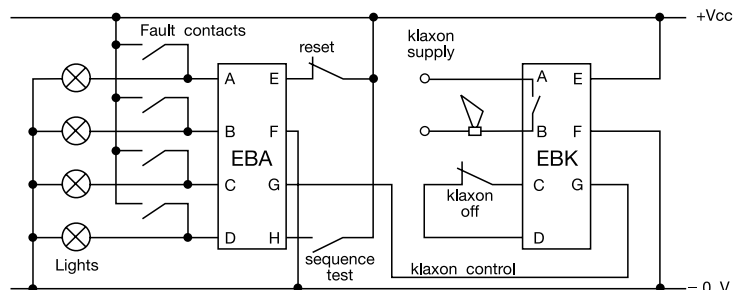 +Vcc
Fault contacts
reset
klaxon
supply
A
E
B
F
EBA
C
G
D
H
Lights
sequence
test
A
E
B
F
EBK
C
G
D
klaxon
off
klaxon control
– 0 V